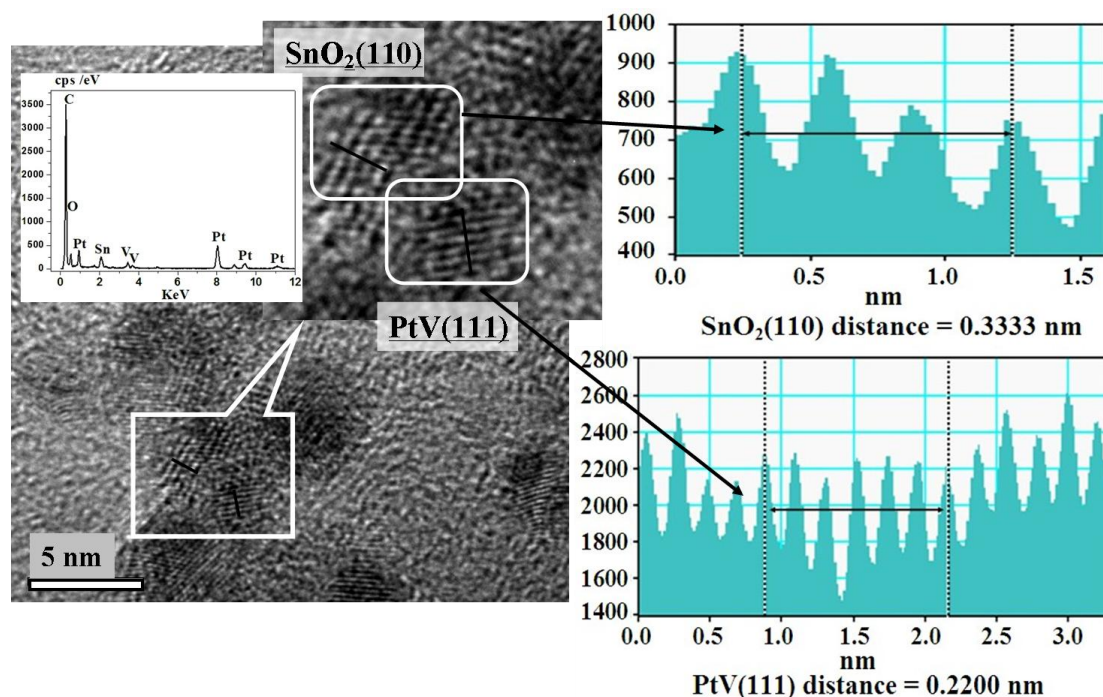 SnO2(110)
PtV(111)
5 nm
cps /eV
3500
3000
2500
2000
1500
1000
500
0
C
O
Pt
Sn
V
V
Pt
Pt
Pt
0 2 4 6 8 10 12
KeV
1000
900
800
700
600
500
400
0.0 0.5 1.0 1.5
nm
SnO2(110) distance = 0.3333 nm
2800
2600
2400
2200
2000
1800
1600
1400
0.0 0.5 1.0 1.5 2.0 2.5 3.0
nm
PtV(111) distance = 0.2200 nm